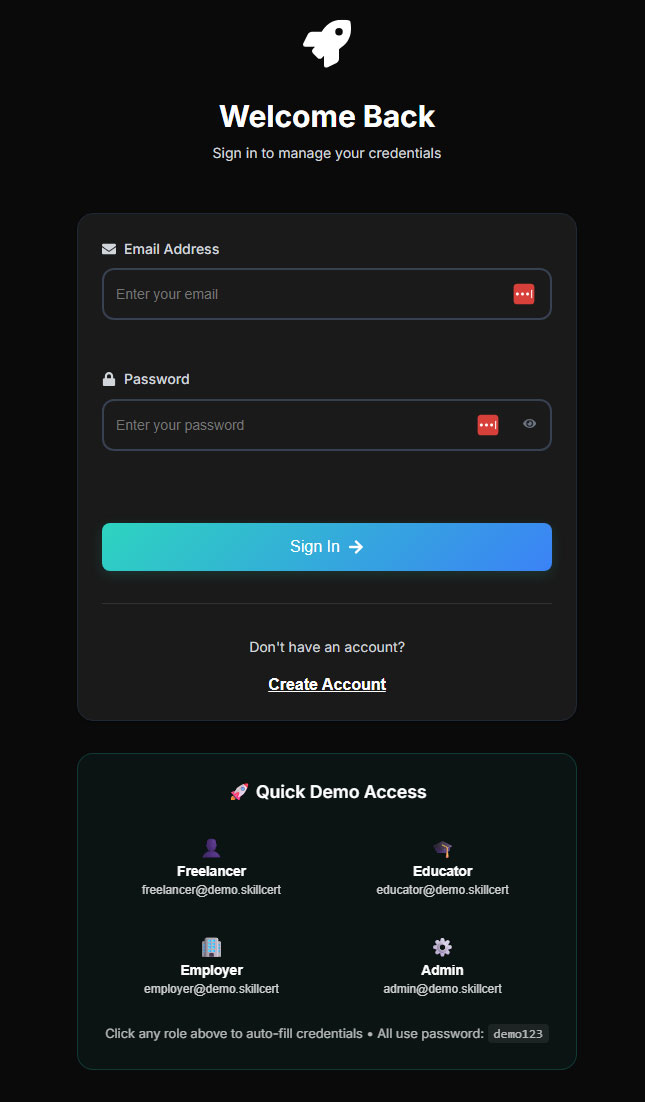 Welcome Back
Sign in to manage your credentials
Email Address
Enter your email
Password
Enter your password
Sign In
Don't have an account?
Create Account
Quick Demo Access
Freelancer
freelancer@demo.skillcert
Educator
educator@demo.skillcert
Employer
employer@demo.skillcert
Admin
admin@demo.skillcert
Click any role above to auto-fill credentials • All use password: demo123